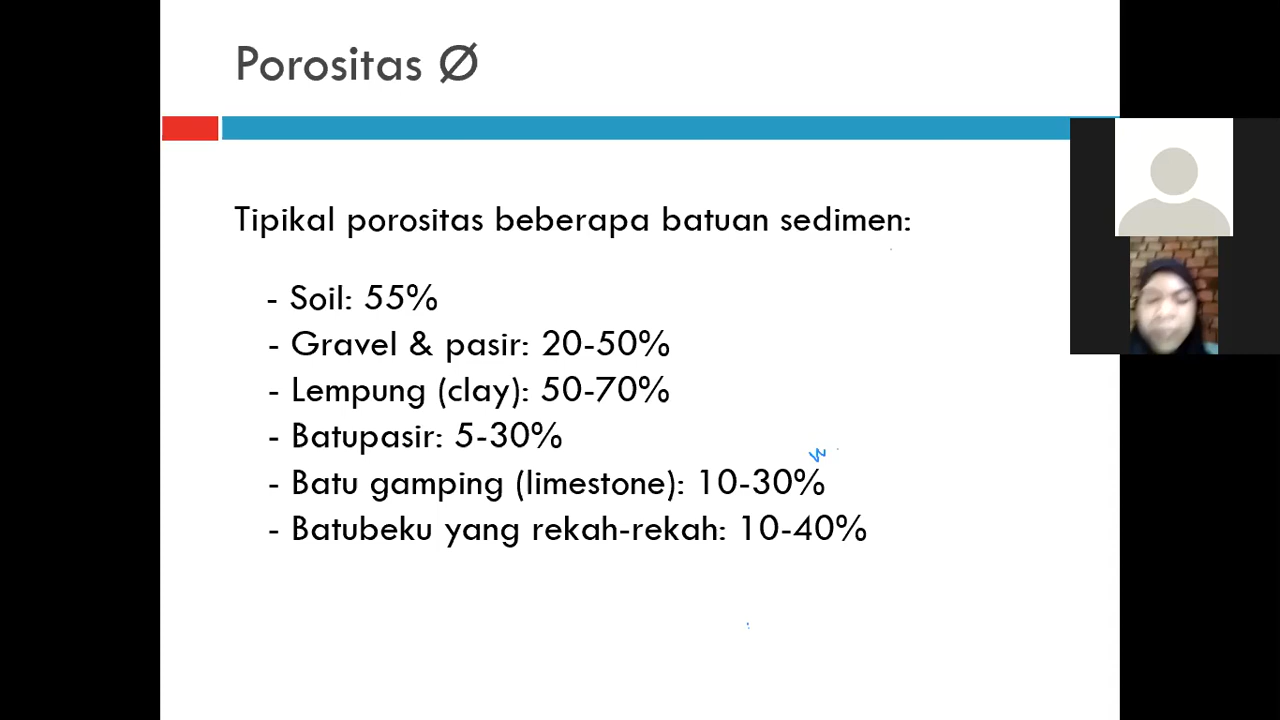 Porositas Ø
Tipikal porositas beberapa batuan sedimen:
- Soil: 55%
- Gravel & pasir: 20-50%
- Lempung (clay): 50-70%
- Batupasir: 5-30%
- Batu gamping (limestone): 10-30%
- Batubeku yang rekah-rekah: 10-40%